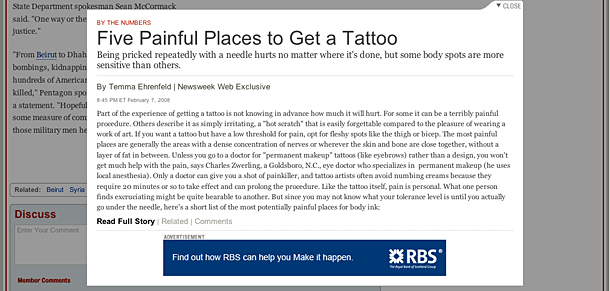 State Department spokesman Sean McCormack
said. "One way or the
justice."
"From Beirut to Dhah
bombings, kidnapping
hundreds of American
killed," Pentagon spo
a statement. "Hopeful
some measure of com
those military men he
Related: Beirut Syria
Discuss
Enter Your Comment
Member Comments
▼ CLOSE
BY THE NUMBERS
Five Painful Places to Get a Tattoo
Being pricked repeatedly with a needle hurts no matter where it's done, but some body spots are more
sensitive than others.
By Temma Ehrenfeld | Newsweek Web Exclusive
8:45 PM ET February 7, 2008
Part of the experience of getting a tattoo is not knowing in advance how much it will hurt. For some it can be a terribly painful
procedure. Others describe it as simply irritating, a "hot scratch" that is easily forgettable compared to the pleasure of wearing a
work of art. If you want a tattoo but have a low threshold for pain, opt for fleshy spots like the thigh or bicep. The most painful
places are generally the areas with a dense concentration of nerves or wherever the skin and bone are close together, without a
layer of fat in between. Unless you go to a doctor for "permanent makeup" tattoos (like eyebrows) rather than a design, you won't
get much help with the pain, says Charles Zwerling, a Goldsboro, N.C., eye doctor who specializes in permanent makeup (he uses
local anesthesia). Only a doctor can give you a shot of painkiller, and tattoo artists often avoid numbing creams because they
require 20 minutes or so to take effect and can prolong the procedure. Like the tattoo itself, pain is personal. What one person
finds excruciating might be quite bearable to another. But since you may not know what your tolerance level is until you actually
go under the needle, here's a short list of the most potentially painful places for body ink:
Read Full Story | Related | Comments
ADVERTISEMENT
Find out how RBS can help you Make it happen.
RBS
The Royal Bank of Scotland Group